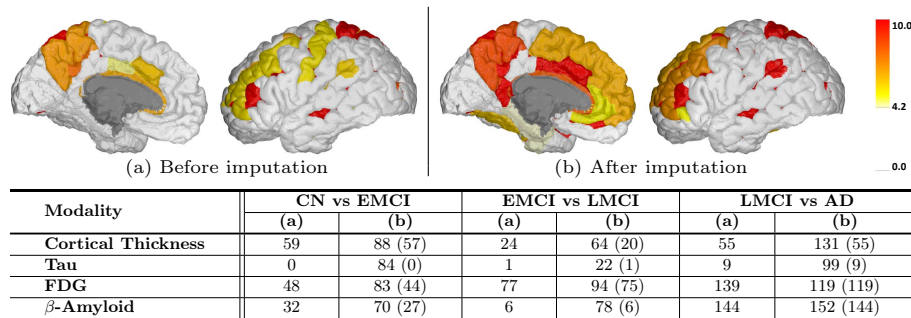 10.0
4.2
0.0
(a) Before imputation
(b) After imputation
Modality CN vs EMCI EMCI vs LMCI LMCI vs AD
(a) (b) (a) (b) (a) (b)
Cortical Thickness 59 88 (57) 24 64 (20) 55 131 (55)
Tau 0 84 (0) 1 22 (1) 9 99 (9)
FDG 48 83 (44) 77 94 (75) 139 119 (119)
β-Amyloid 32 70 (27) 6 78 (6) 144 152 (144)